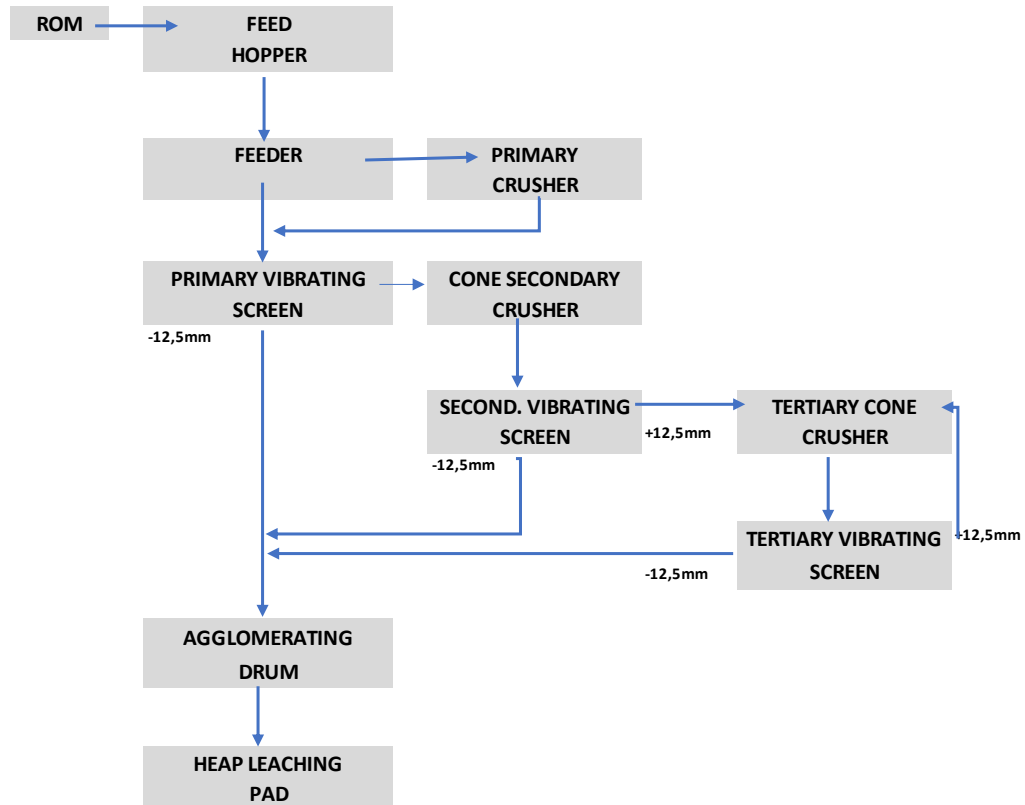 ROM
FEED
HOPPER
FEEDER
PRIMARY
CRUSHER
PRIMARY VIBRATING
SCREEN
-12,5mm
CONE SECONDARY
CRUSHER
SECOND. VIBRATING
SCREEN
+12,5mm
-12,5mm
TERTIARY CONE
CRUSHER
TERTIARY VIBRATING
SCREEN
+12,5mm
-12,5mm
AGGLOMERATING
DRUM
HEAP LEACHING
PAD